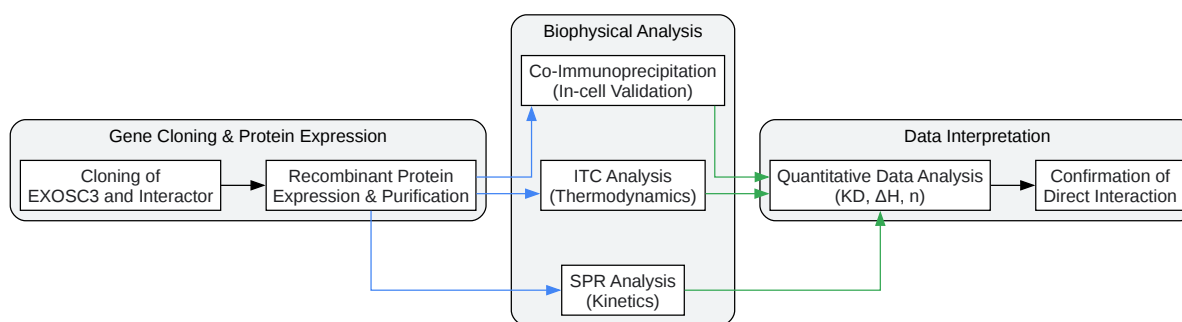 Gene Cloning & Protein Expression
Cloning of
EXOSC3 and Interactor
Recombinant Protein
Expression & Purification
Biophysical Analysis
Co-Immunoprecipitation
(In-cell Validation)
ITC Analysis
(Thermodynamics)
SPR Analysis
(Kinetics)
Data Interpretation
Quantitative Data Analysis
(KD, ΔH, n)
Confirmation of
Direct Interaction